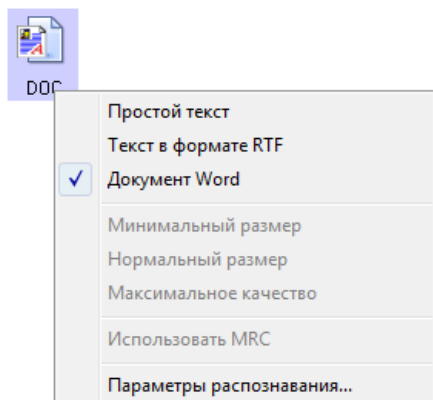 DOC
Простой текст
Текст в формате RTF
Документ Word
Минимальный размер
Нормальный размер
Максимальное качество
Использовать MRC
Параметры распознавания...